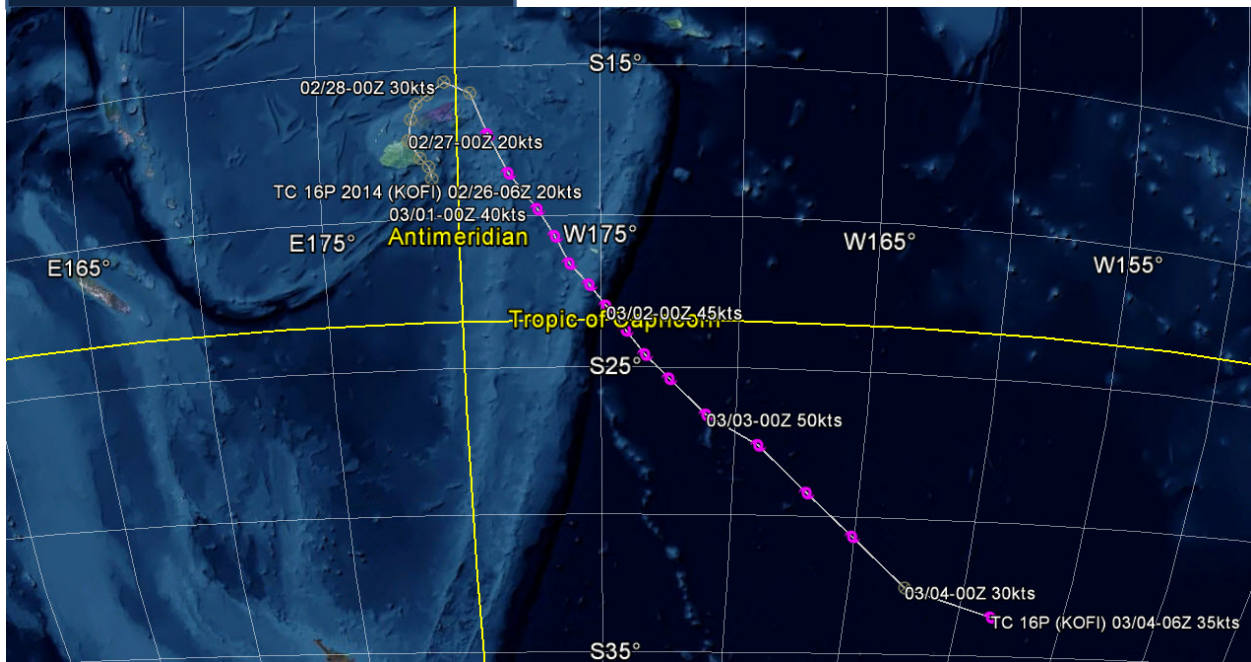 S15°
02/28-00Z 30kts
02/27-00Z 20kts
TC 16P 2014 (KOFI) 02/26-06Z 20kts
03/01-00Z 40kts
Antimeridian
W175°
E175°
W165°
E165°
W155°
03/02-00Z 45kts
Tropic of Capricorn
S25°
03/03-00Z 50kts
03/04-00Z 30kts
TC 16P (KOFI) 03/04-06Z 35kts
S35°